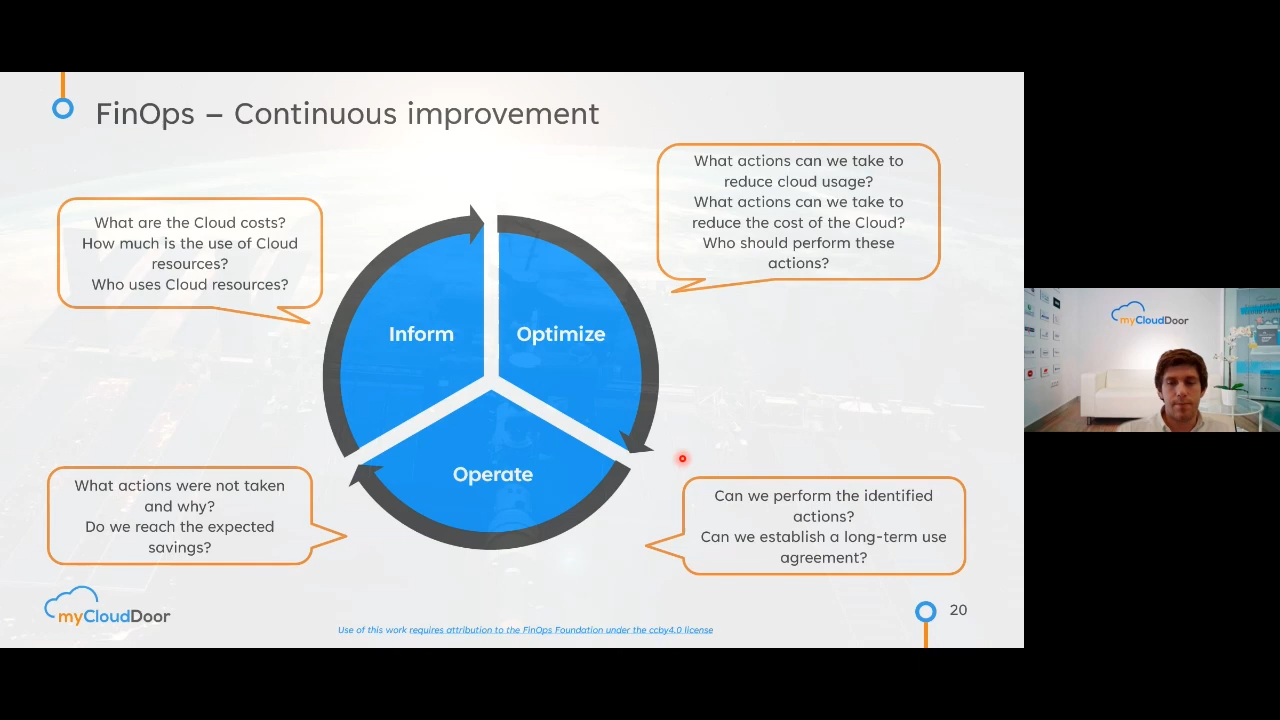 FinOps – Continuous improvement
What actions can we take to
reduce cloud usage?
What actions can we take to
reduce the cost of the Cloud?
Who should perform these
actions?
What are the Cloud costs?
How much is the use of Cloud
resources?
Who uses Cloud resources?
Inform
Optimize
Operate
What actions were not taken
and why?
Do we reach the expected
savings?
Can we perform the identified
actions?
Can we establish a long-term use
agreement?
myCloudDoor
Use of this work requires attribution to the FinOps Foundation under the ccby4.0 license
20
myCloudDoor